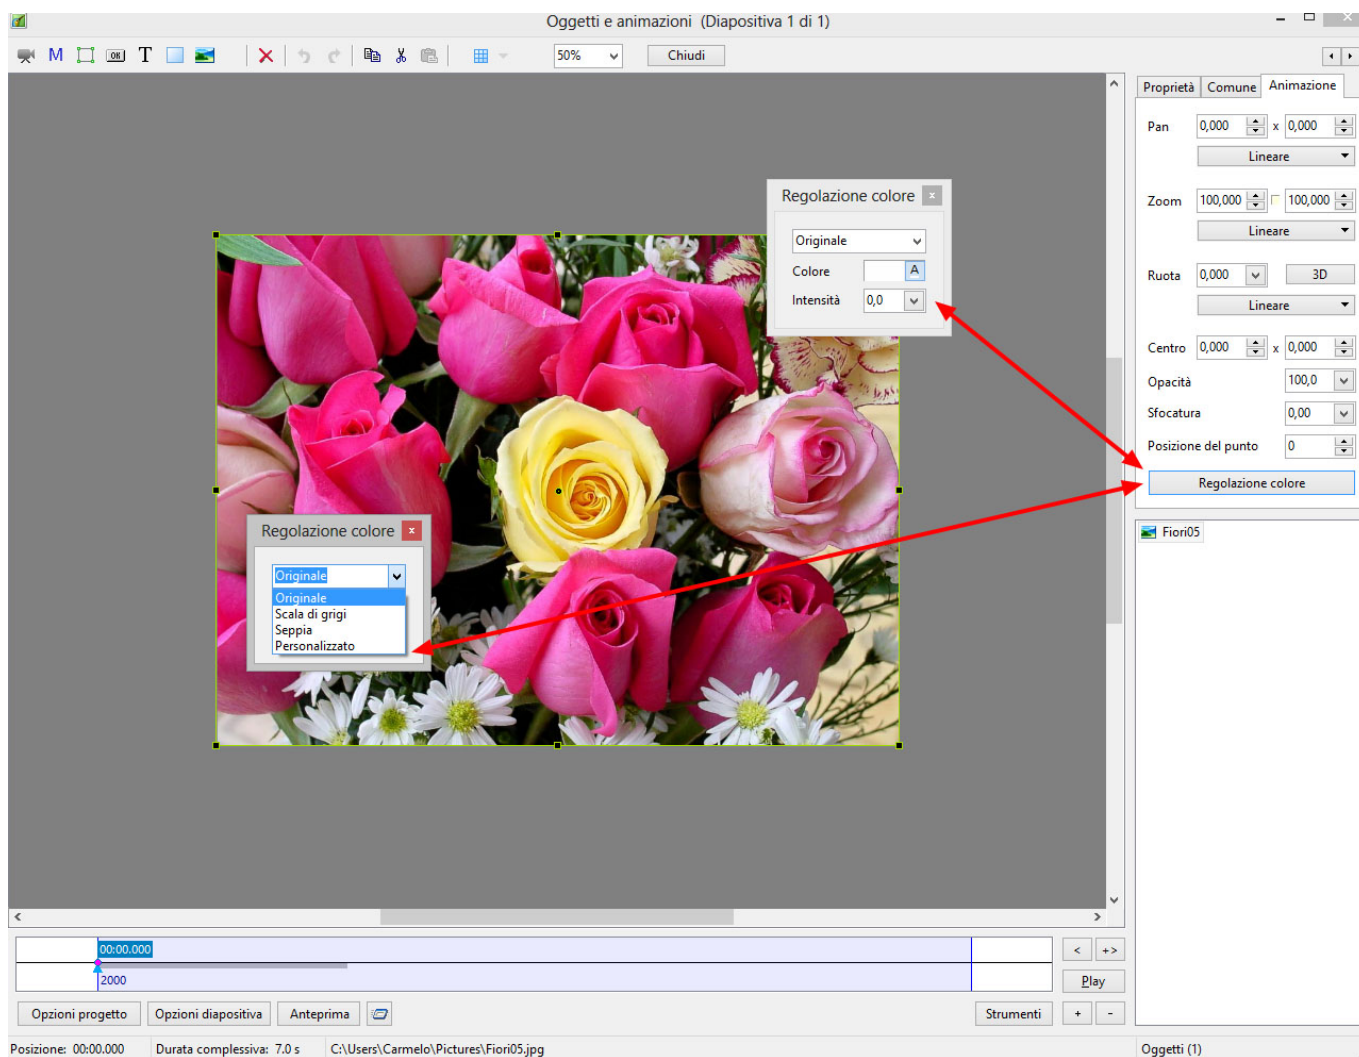 Oggetti e animazioni (Diapositiva 1 di 1)
M OK T 50% Chiudi
Proprietà Comune Animazione
Pan 0,000 x 0,000
Lineare
Zoom 100,000 100,000
Lineare
Ruota 0,000 3D
Lineare
Centro 0,000 x 0,000
Opacità 100,0
Sfocatura 0,00
Posizione del punto 0
Regolazione colore
Fiori05
Regolazione colore x
Originale
Colore A
Intensità 0,0
Regolazione colore x
Originale
Originale
Scala di grigi
Seppia
Personalizzato
00:00.000
2000
< +>
Play
Opzioni progetto Opzioni diapositiva Anteprima Strumenti + -
Posizione: 00:00.000 Durata complessiva: 7.0 s C:\Users\Carmelo\Pictures\Fiori05.jpg Oggetti (1)